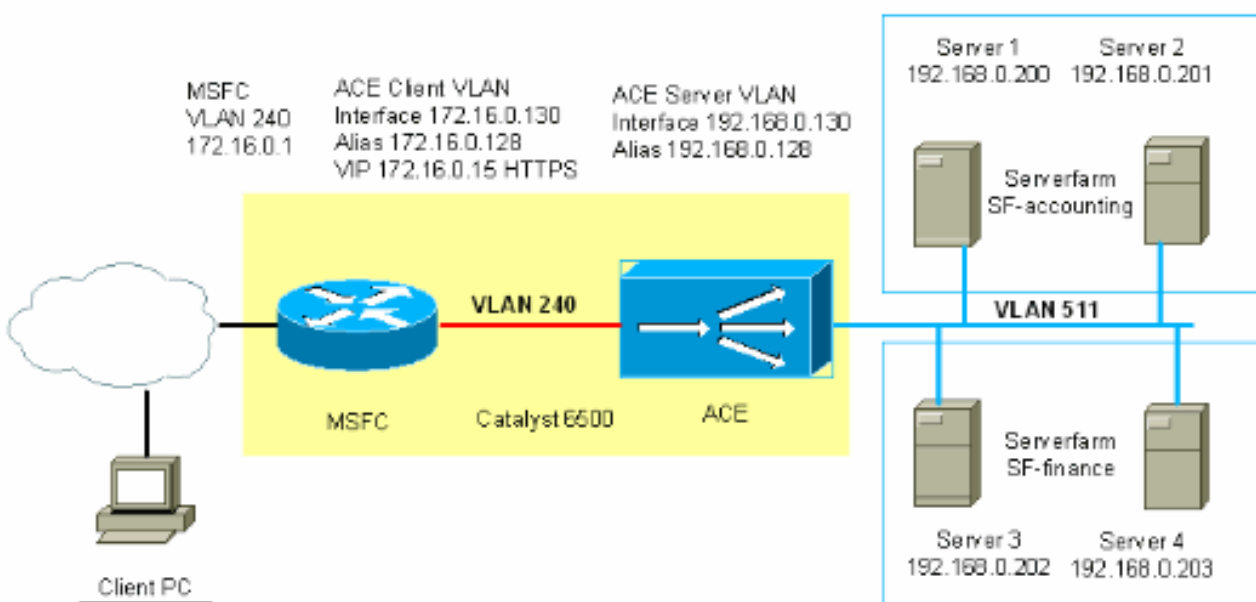 MSFC
VLAN 240
172.16.0.1
ACE Client VLAN
Interface 172.16.0.130
Alias 172.16.0.128
VIP 172.16.0.15 HTTPS
ACE Server VLAN
Interface 192.168.0.130
Alias 192.168.0.128
Server 1
192.168.0.200
Server 2
192.168.0.201
Serverfarm
SF-accounting
VLAN 240
VLAN 511
MSFC
Catalyst 6500
ACE
Serverfarm
SF-finance
Server 3
192.168.0.202
Server 4
192.168.0.203
Client PC